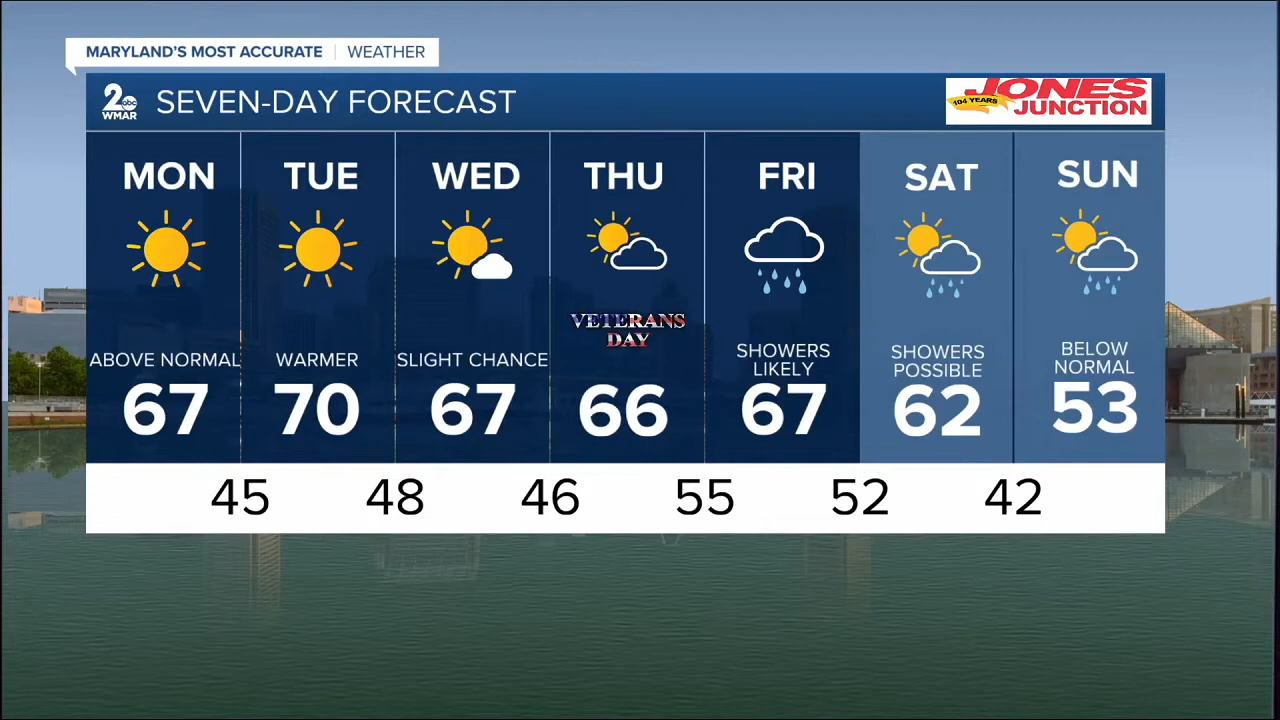 MARYLAND'S MOST ACCURATE | WEATHER
2 abc
WMAR
SEVEN-DAY FORECAST
JONES
104 YEARS
JUNCTION
MON
TUE
WED
THU
FRI
SAT
SUN
VETERANS
DAY
ABOVE NORMAL
WARMER
SLIGHT CHANCE
SHOWERS
LIKELY
SHOWERS
POSSIBLE
BELOW
NORMAL
67
70
67
66
67
62
53
45
48
46
55
52
42